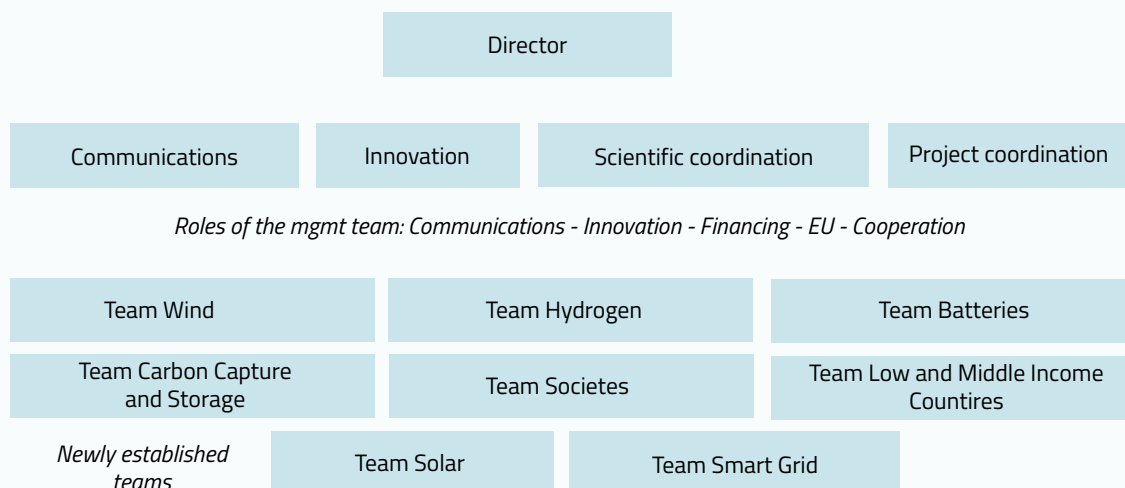 Director
Communications
Innovation
Scientific coordination
Project coordination
Roles of the mgmt team: Communications - Innovation - Financing - EU - Cooperation
Team Wind
Team Hydrogen
Team Batteries
Team Carbon Capture
and Storage
Team Societes
Team Low and Middle Income
Countires
Newly established
teams
Team Solar
Team Smart Grid